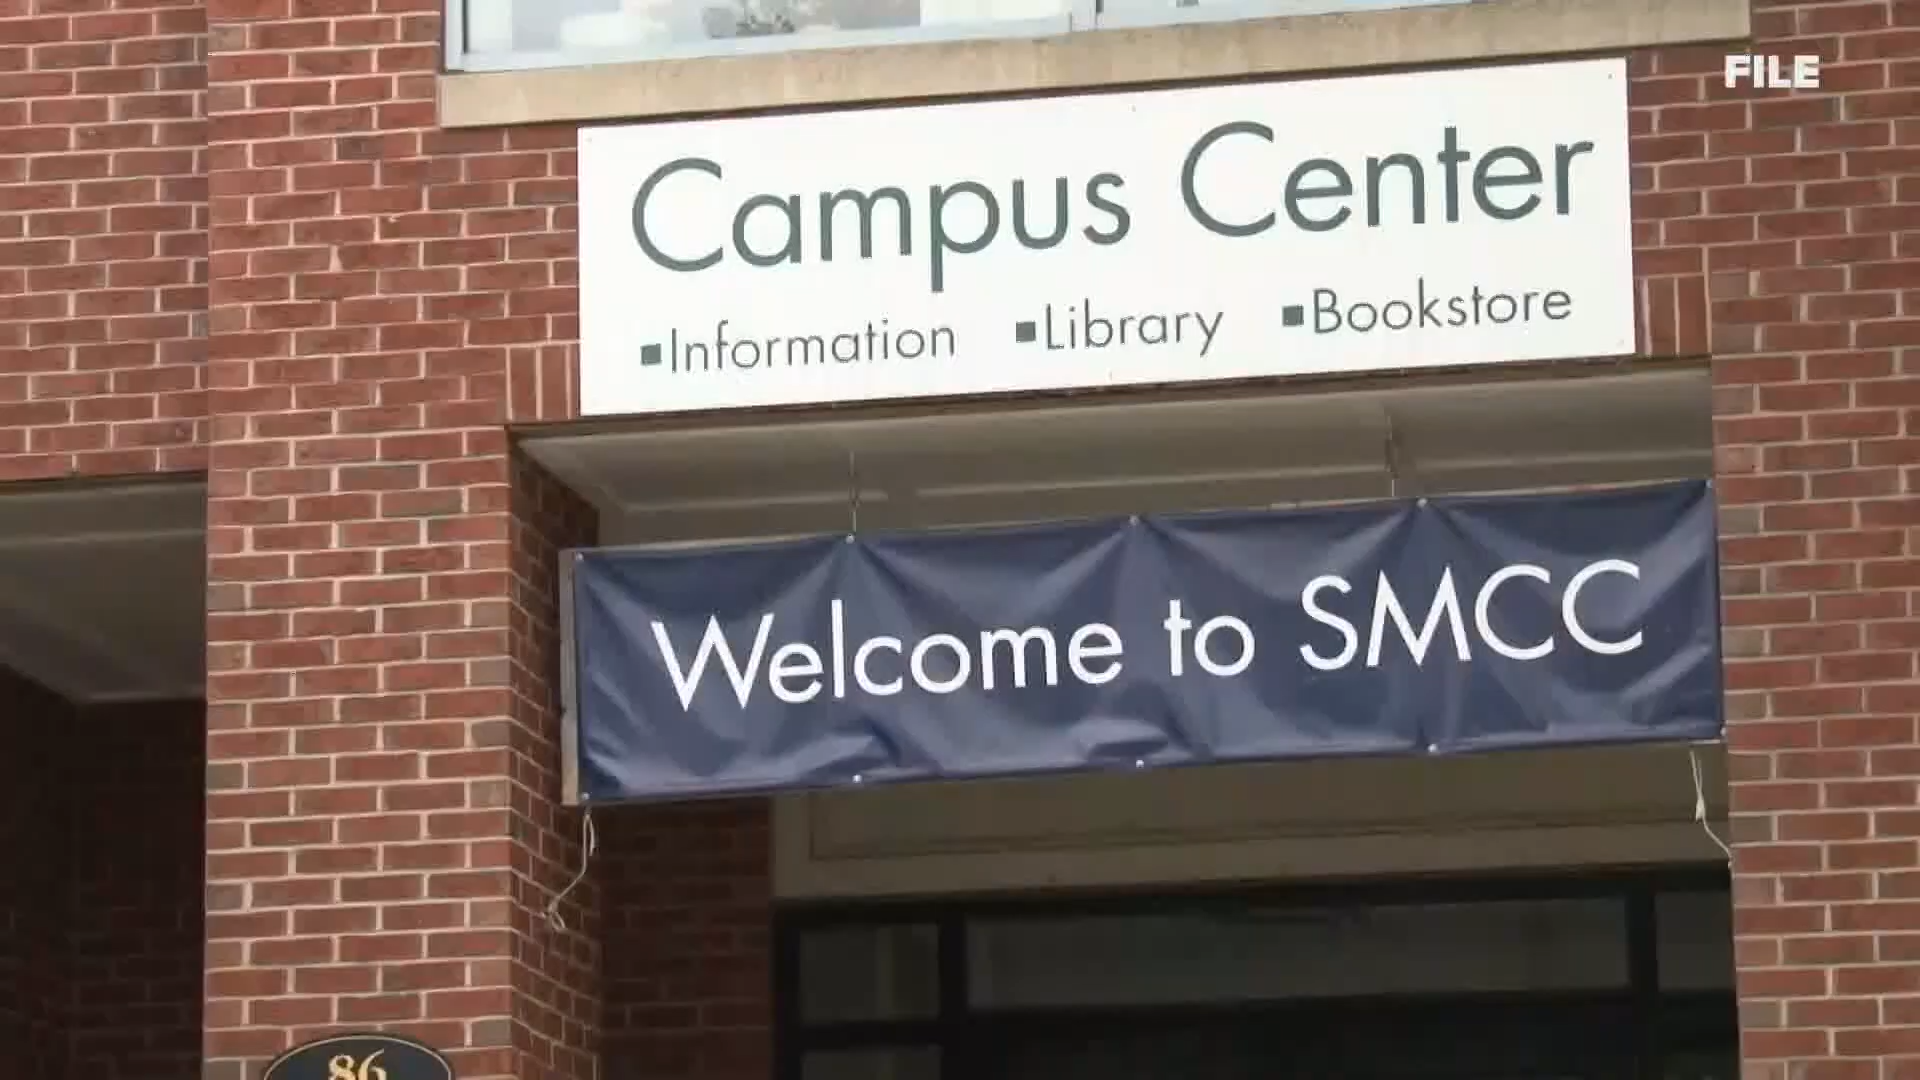 FILE
Campus Center
▪Information ▪Library ▪Bookstore
Welcome to SMCC
86